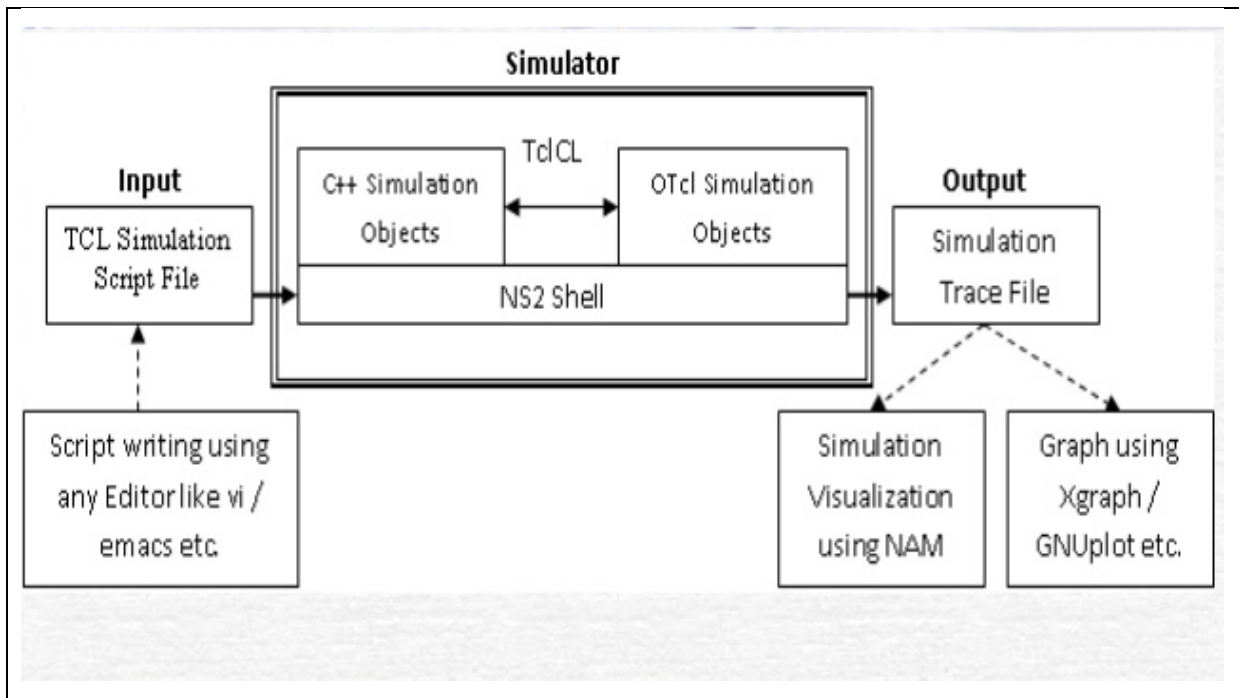 Simulator
Input
TCL Simulation
Script File
C++ Simulation
Objects
TclCL
OTcl Simulation
Objects
NS2 Shell
Output
Simulation
Trace File
Script writing using
any Editor like vi /
emacs etc.
Simulation
Visualization
using NAM
Graph using
Xgraph /
GNUplot etc.